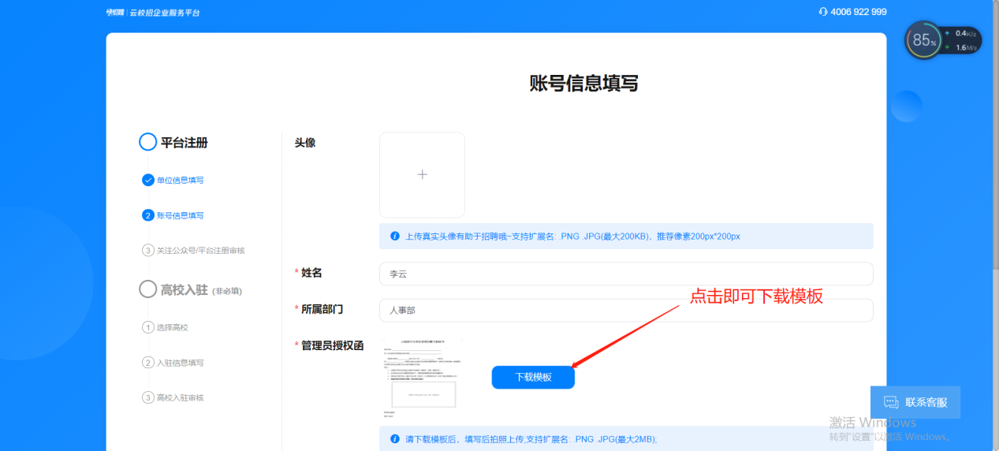 快招聘 | 云校招企业服务平台
4006 922 999
85%
0.4K/s
1.6M/s
账号信息填写
平台注册
单位信息填写
2 账号信息填写
3 关注公众号/平台注册审核
高校入驻 (非必填)
1 选择高校
2 入驻信息填写
3 高校入驻审核
头像
+
上传真实头像有助于招聘哦~支持扩展名: .PNG .JPG(最大200KB)，推荐像素200px*200px
* 姓名
李云
点击即可下载模板
* 所属部门
人事部
* 管理员授权函
下载模板
请下载模板后，填写后拍照上传;支持扩展名: .PNG .JPG(最大2MB);
联系客服
激活 Windows
转到"设置"以激活 Windows。